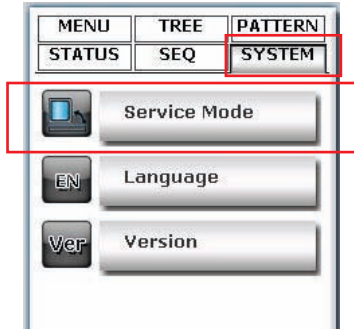 MENU TREE PATTERN
STATUS SEQ SYSTEM
Service Mode
EN Language
Ver Version